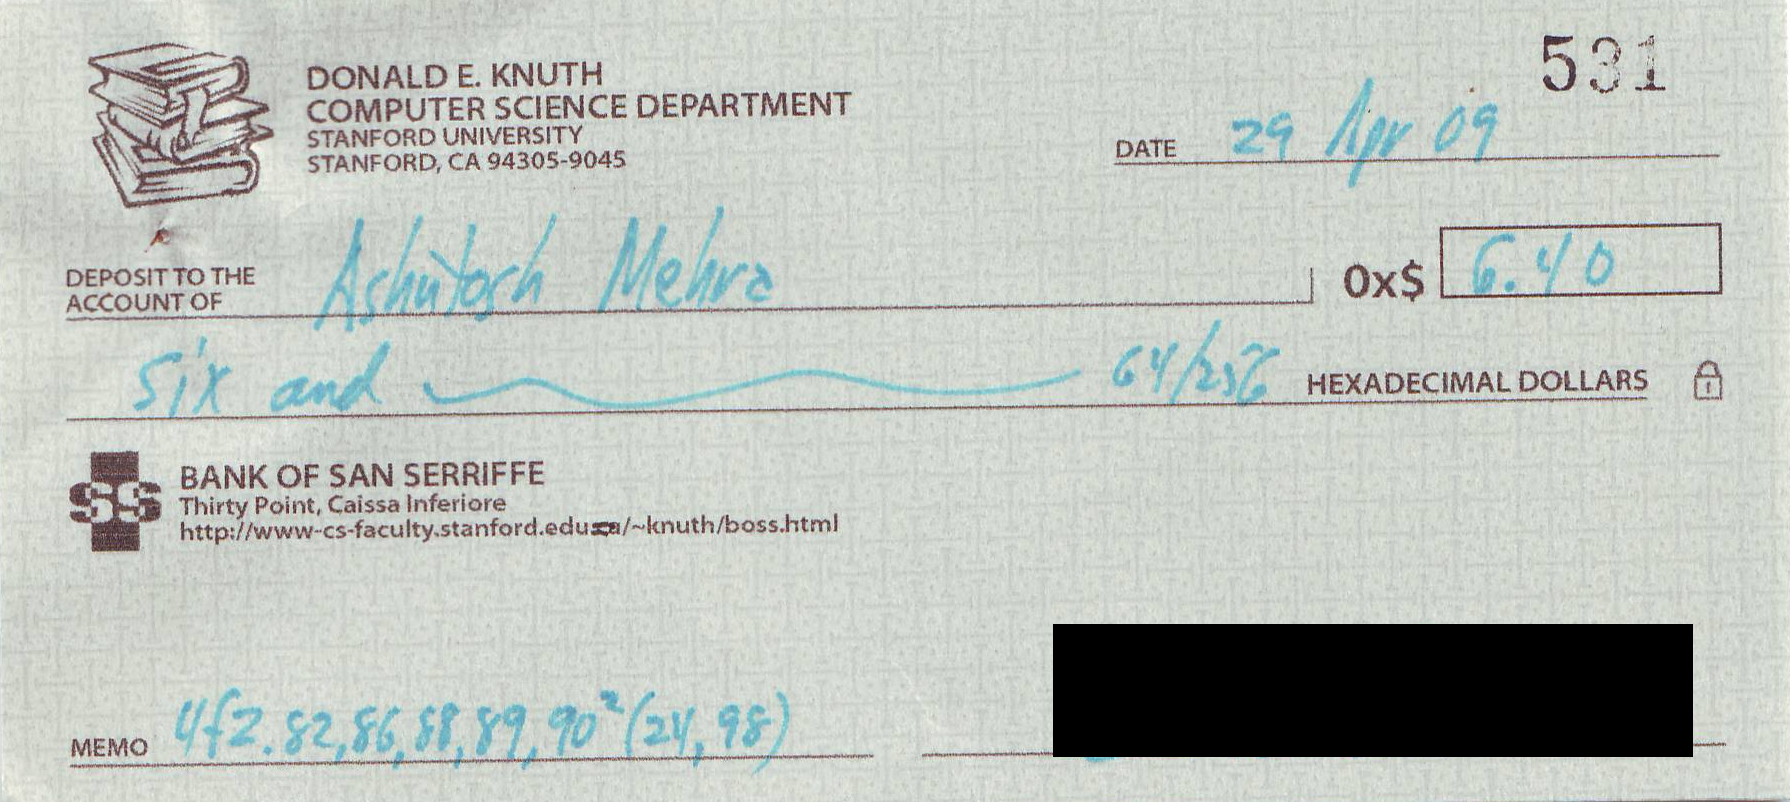 531
DONALD E. KNUTH
COMPUTER SCIENCE DEPARTMENT
STANFORD UNIVERSITY
STANFORD, CA 94305-9045
DATE 29 Apr 09
DEPOSIT TO THE
ACCOUNT OF Ashutosh Mehra 0x$ 6.40
six and 64/256 HEXADECIMAL DOLLARS
SS BANK OF SAN SERRIFFE
Thirty Point, Caissa Inferiore
http://www-cs-faculty.stanford.edu/~knuth/boss.html
MEMO 4f2.82,86,88,89,90²(24,98)